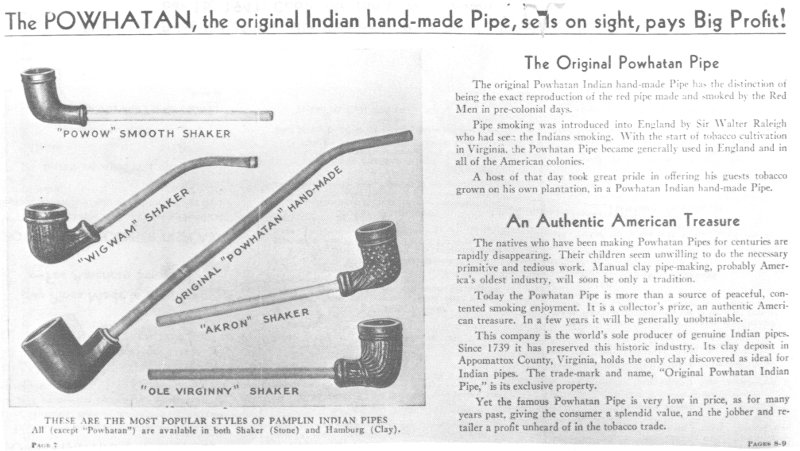 The POWHATAN, the original Indian hand-made Pipe, sells on sight, pays Big Profit!
"POWOW" SMOOTH SHAKER
"WIGWAM" SHAKER
ORIGINAL "POWHATAN" HAND-MADE
"AKRON" SHAKER
"OLE VIRGINNY" SHAKER
THESE ARE THE MOST POPULAR STYLES OF PAMPLIN INDIAN PIPES
All (except "Powhatan") are available in both Shaker (Stone) and Hamburg (Clay).
PAGE 7
The Original Powhatan Pipe
The original Powhatan Indian hand-made Pipe has the distinction of
being the exact reproduction of the red pipe made and smoked by the Red
Men in pre-colonial days.
Pipe smoking was introduced into England by Sir Walter Raleigh
who had seen the Indians smoking. With the start of tobacco cultivation
in Virginia, the Powhatan Pipe became generally used in England and in
all of the American colonies.
A host of that day took great pride in offering his guests tobacco
grown on his own plantation, in a Powhatan Indian hand-made Pipe.
An Authentic American Treasure
The natives who have been making Powhatan Pipes for centuries are
rapidly disappearing. Their children seem unwilling to do the necessary
primitive and tedious work. Manual clay pipe-making, probably Amer-
ica's oldest industry, will soon be only a tradition.
Today the Powhatan Pipe is more than a source of peaceful, con-
tented smoking enjoyment. It is a collector's prize, an authentic Ameri-
can treasure. In a few years it will be generally unobtainable.
This company is the world's sole producer of genuine Indian pipes.
Since 1739 it has preserved this historic industry. Its clay deposit in
Appomattox County, Virginia, holds the only clay discovered as ideal for
Indian pipes. The trade-mark and name, "Original Powhatan Indian
Pipe," is its exclusive property.
Yet the famous Powhatan Pipe is very low in price, as for many
years past, giving the consumer a splendid value, and the jobber and re-
tailer a profit unheard of in the tobacco trade.
PAGES 8-9